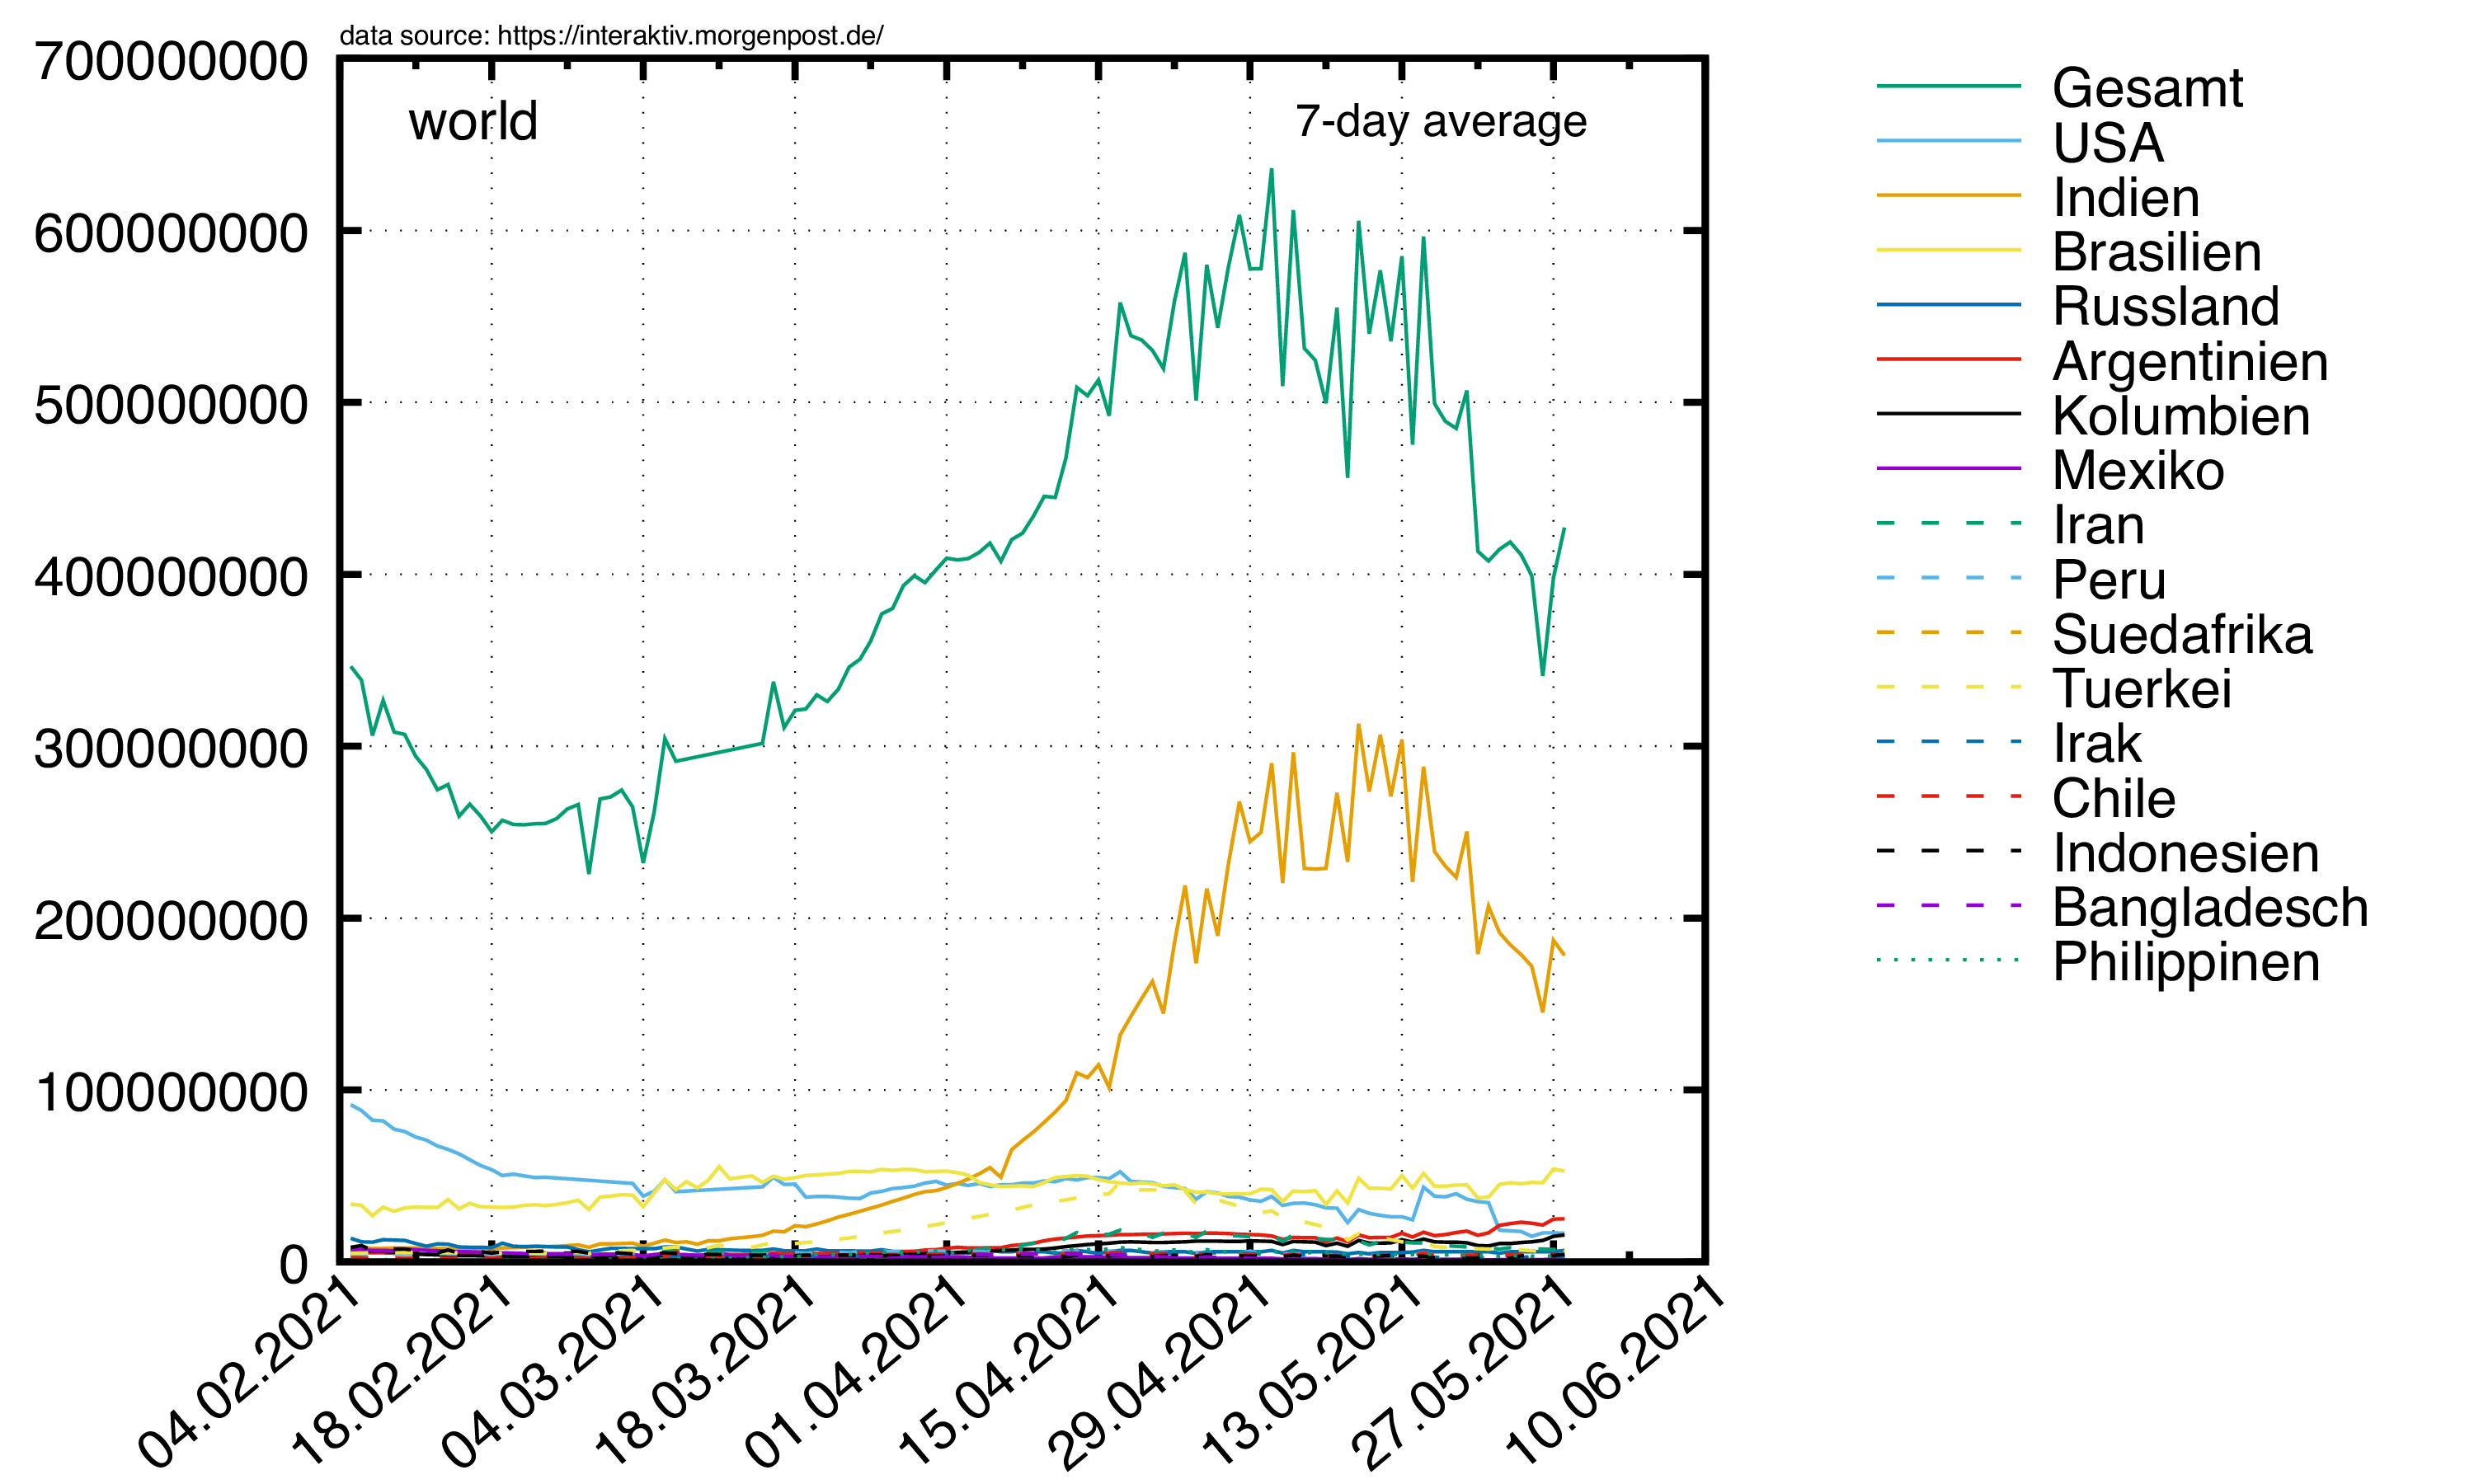 data source: https://interaktiv.morgenpost.de/
700000000
world
7-day average
600000000
500000000
400000000
300000000
200000000
100000000
0
04.02.2021
18.02.2021
04.03.2021
18.03.2021
01.04.2021
15.04.2021
29.04.2021
13.05.2021
27.05.2021
10.06.2021
Gesamt
USA
Indien
Brasilien
Russland
Argentinien
Kolumbien
Mexiko
Iran
Peru
Suedafrika
Tuerkei
Irak
Chile
Indonesien
Bangladesch
Philippinen